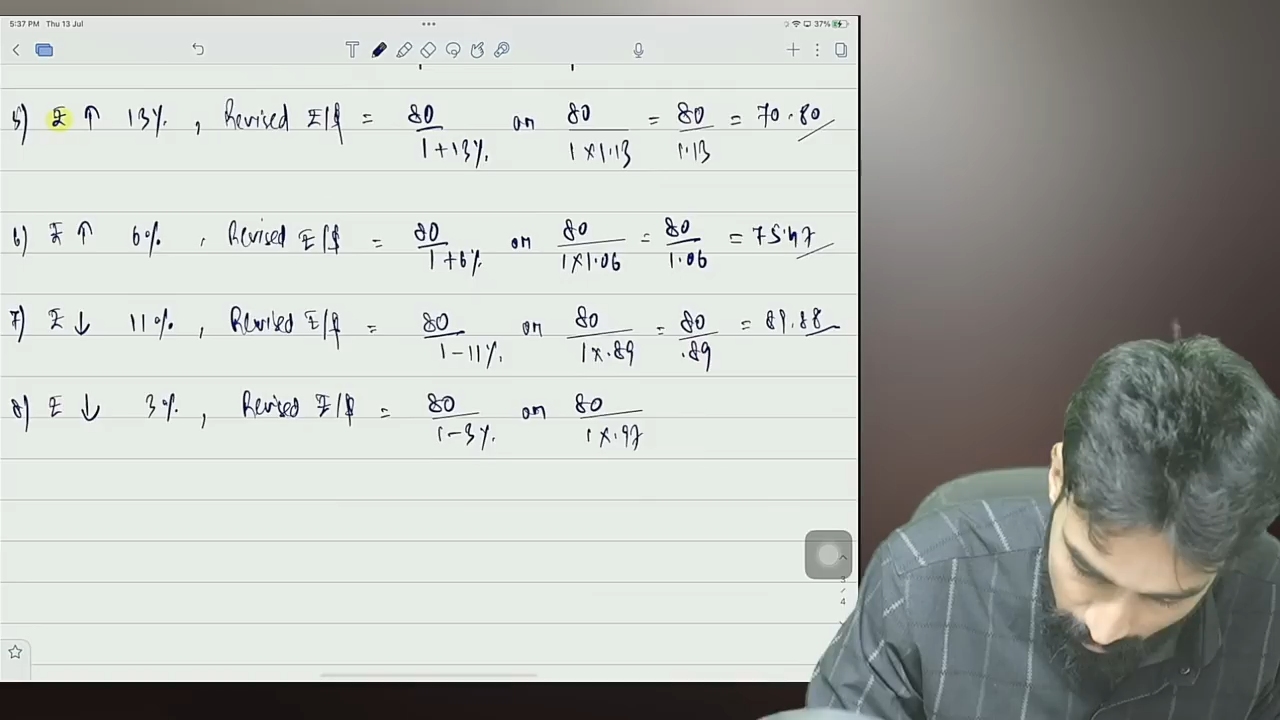 5:37 PM Thu 13 Jul
37%
5) ₹ ↑ 13%, Revised ₹/$ = 80/1+13% or 80/1×1.13 = 80/1.13 = 70.80
6) ₹ ↑ 6%, Revised ₹/$ = 80/1+6% or 80/1×1.06 = 80/1.06 = 75.47
7) ₹ ↓ 11%, Revised ₹/$ = 80/1-11% or 80/1×.89 = 80/.89 = 89.88
8) ₹ ↓ 3%, Revised ₹/$ = 80/1-3% or 80/1×.97
3/4